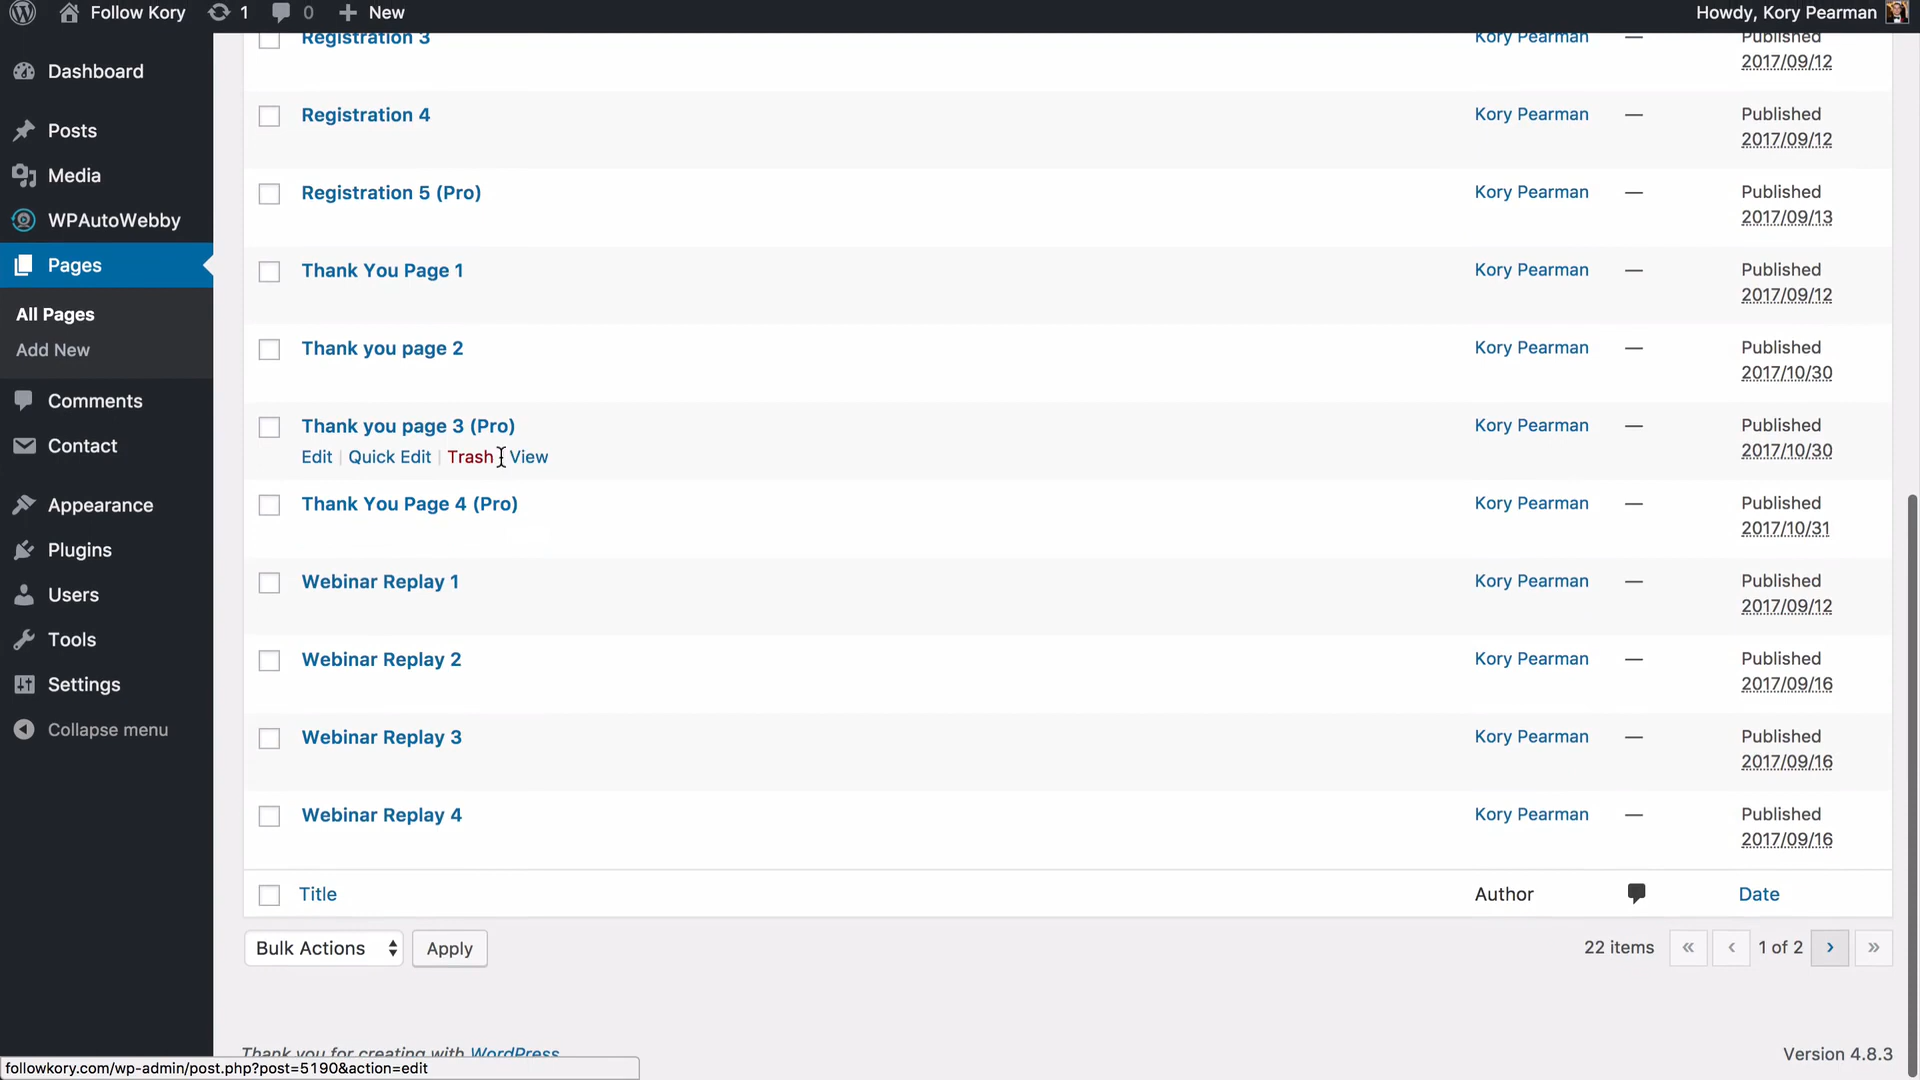 Follow Kory 1 0 New Howdy, Kory Pearman
Dashboard
Posts
Media
WPAutoWebby
Pages
All Pages
Add New
Comments
Contact
Appearance
Plugins
Users
Tools
Settings
Collapse menu
Registration 3 Kory Pearman — Published
2017/09/12
Registration 4 Kory Pearman — Published
2017/09/12
Registration 5 (Pro) Kory Pearman — Published
2017/09/13
Thank You Page 1 Kory Pearman — Published
2017/09/12
Thank you page 2 Kory Pearman — Published
2017/10/30
Thank you page 3 (Pro) Kory Pearman — Published
2017/10/30
Edit | Quick Edit | Trash | View
Thank You Page 4 (Pro) Kory Pearman — Published
2017/10/31
Webinar Replay 1 Kory Pearman — Published
2017/09/12
Webinar Replay 2 Kory Pearman — Published
2017/09/16
Webinar Replay 3 Kory Pearman — Published
2017/09/16
Webinar Replay 4 Kory Pearman — Published
2017/09/16
Title Author Date
Bulk Actions Apply 22 items « ‹ 1 of 2 › »
Thank you for creating with WordPress Version 4.8.3
followkory.com/wp-admin/post.php?post=5190&action=edit